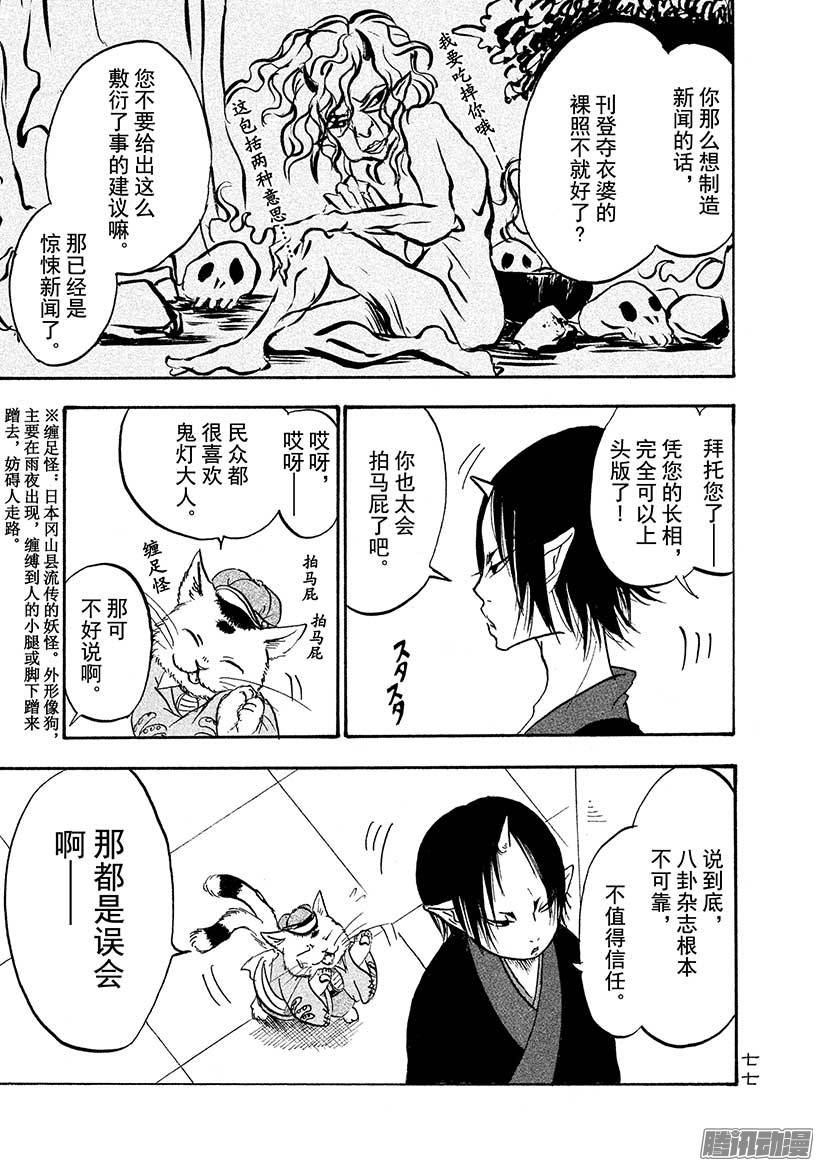 你那么想制造
新闻的话，
刊登夺衣婆的
裸照不就好了？
我要吃掉你哦—
这包括两种意思…
您不要给出这么
敷衍了事的建议嘛。
那已经是
惊悚新闻了。
拜托您了——
凭您的长相，
完全可以上
头版了！
你也太会
拍马屁了吧。
スタスタ
哎呀，
哎呀—
民众都
很喜欢
鬼灯大人。
缠足怪
拍马屁
拍马屁
那可
不好说啊。
※缠足怪：日本冈山县流传的妖怪。外形像狗，
主要在雨夜出现，缠缚到人的小腿或脚下蹭来
蹭去，妨碍人走路。
说到底，
八卦杂志根本
不可靠，
不值得信任。
那都是误会
啊——
七七
腾讯动漫